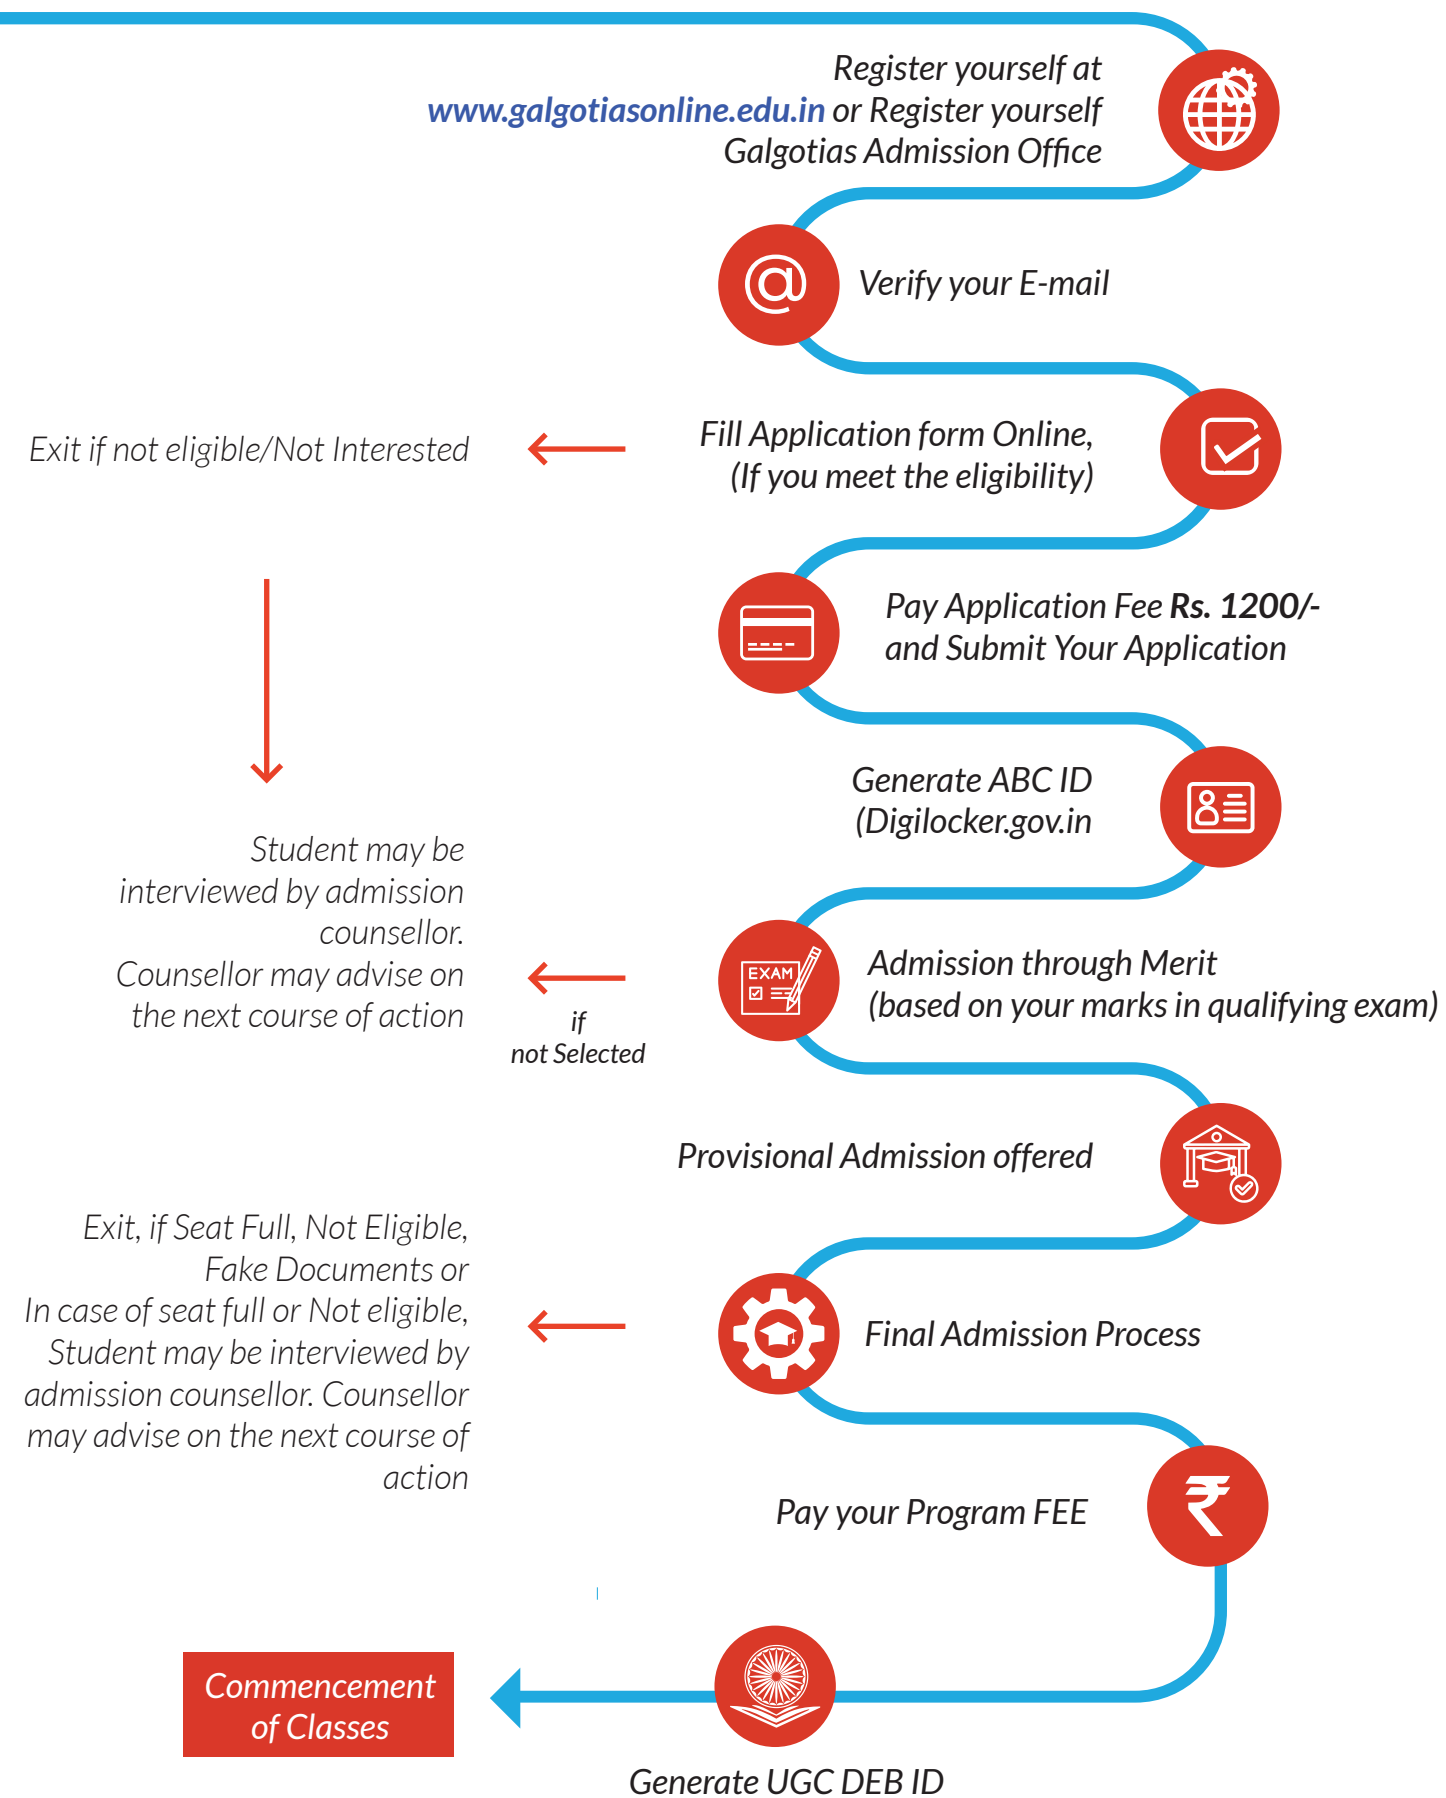 Register yourself at
www.galgotiasonline.edu.in or Register yourself
Galgotias Admission Office
@
Verify your E-mail
Fill Application form Online,
(If you meet the eligibility)
Exit if not eligible/Not Interested
Pay Application Fee Rs. 1200/-
and Submit Your Application
Generate ABC ID
(Digilocker.gov.in
EXAM
Admission through Merit
(based on your marks in qualifying exam)
if
not Selected
Student may be
interviewed by admission
counsellor.
Counsellor may advise on
the next course of action
Provisional Admission offered
Final Admission Process
Exit, if Seat Full, Not Eligible,
Fake Documents or
In case of seat full or Not eligible,
Student may be interviewed by
admission counsellor. Counsellor
may advise on the next course of
action
Pay your Program FEE
₹
Generate UGC DEB ID
Commencement
of Classes